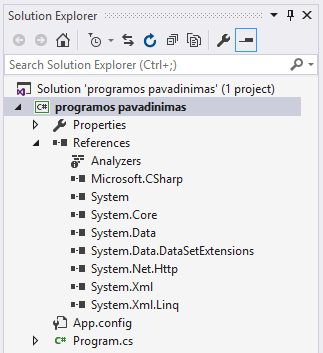 Solution Explorer
Search Solution Explorer (Ctrl+;)
Solution 'programos pavadinimas' (1 project)
C# programos pavadinimas
Properties
References
Analyzers
Microsoft.CSharp
System
System.Core
System.Data
System.Data.DataSetExtensions
System.Net.Http
System.Xml
System.Xml.Linq
App.config
C# Program.cs